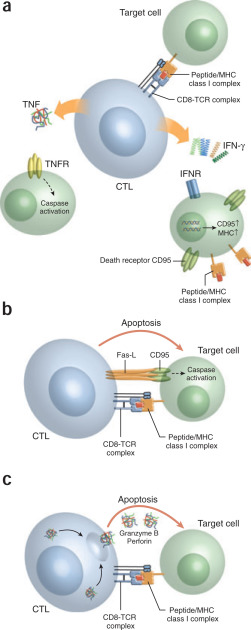 a
Target cell
Peptide/MHC
class I complex
CD8-TCR complex
TNF
IFN-γ
CTL
TNFR
Caspase
activation
IFNR
CD95↑
MHC↑
Death receptor CD95
Peptide/MHC
class I complex
b
Apoptosis
Fas-L
CD95
Target cell
Caspase
activation
CTL
CD8-TCR
complex
Peptide/MHC
class I complex
c
Apoptosis
Granzyme B
Perforin
Target cell
CTL
CD8-TCR
complex
Peptide/MHC
class I complex